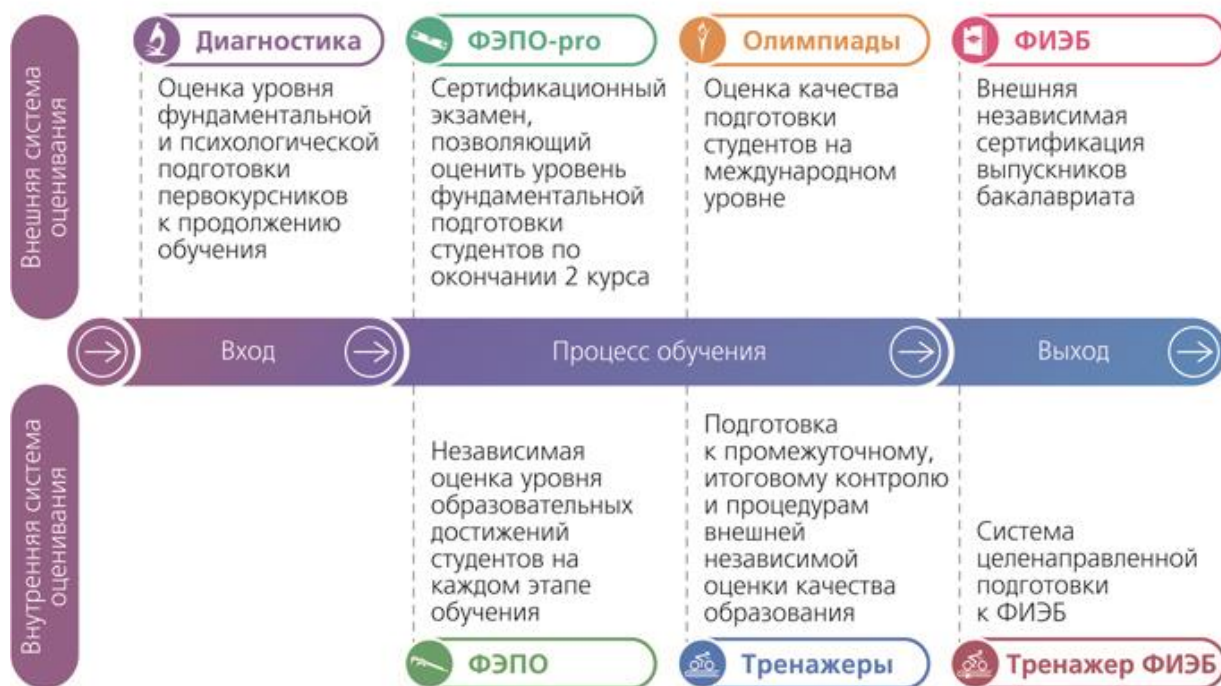 Внешняя система
оценивания
Диагностика
Оценка уровня
фундаментальной
и психологической
подготовки
первокурсников
к продолжению
обучения
ФЭПО-pro
Сертификационный
экзамен,
позволяющий
оценить уровень
фундаментальной
подготовки
студентов по
окончании 2 курса
Олимпиады
Оценка качества
подготовки
студентов на
международном
уровне
ФИЭБ
Внешняя
независимая
сертификация
выпускников
бакалавриата
Вход
Процесс обучения
Выход
Внутренняя система
оценивания
Независимая
оценка уровня
образовательных
достижений
студентов на
каждом этапе
обучения
ФЭПО
Подготовка
к промежуточному,
итоговому контролю
и процедурам
внешней
независимой
оценки качества
образования
Тренажеры
Система
целенаправленной
подготовки
к ФИЭБ
Тренажер ФИЭБ